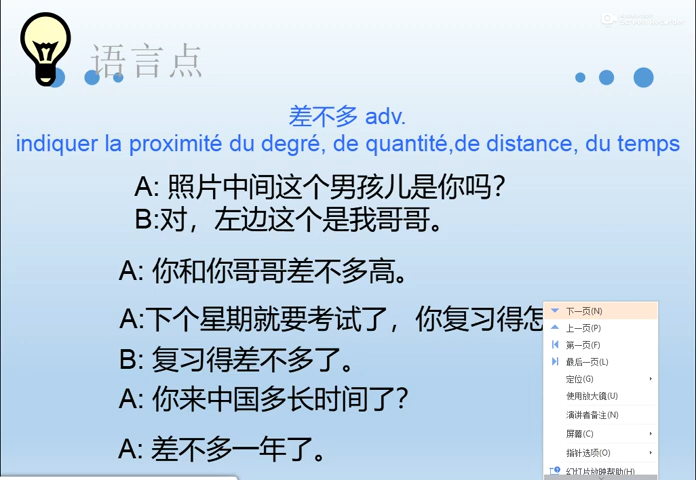 语言点
差不多 adv.
indiquer la proximité du degré, de quantité,de distance, du temps
A: 照片中间这个男孩儿是你吗?
B:对，左边这个是我哥哥。
A: 你和你哥哥差不多高。
A:下个星期就要考试了，你复习得怎
B: 复习得差不多了。
A: 你来中国多长时间了?
A: 差不多一年了。
下一页(N)
上一页(P)
第一页(F)
最后一页(L)
定位(G)
使用放大镜(U)
演讲者备注(N)
屏幕(C)
指针选项(O)
幻灯片放映帮助(H)